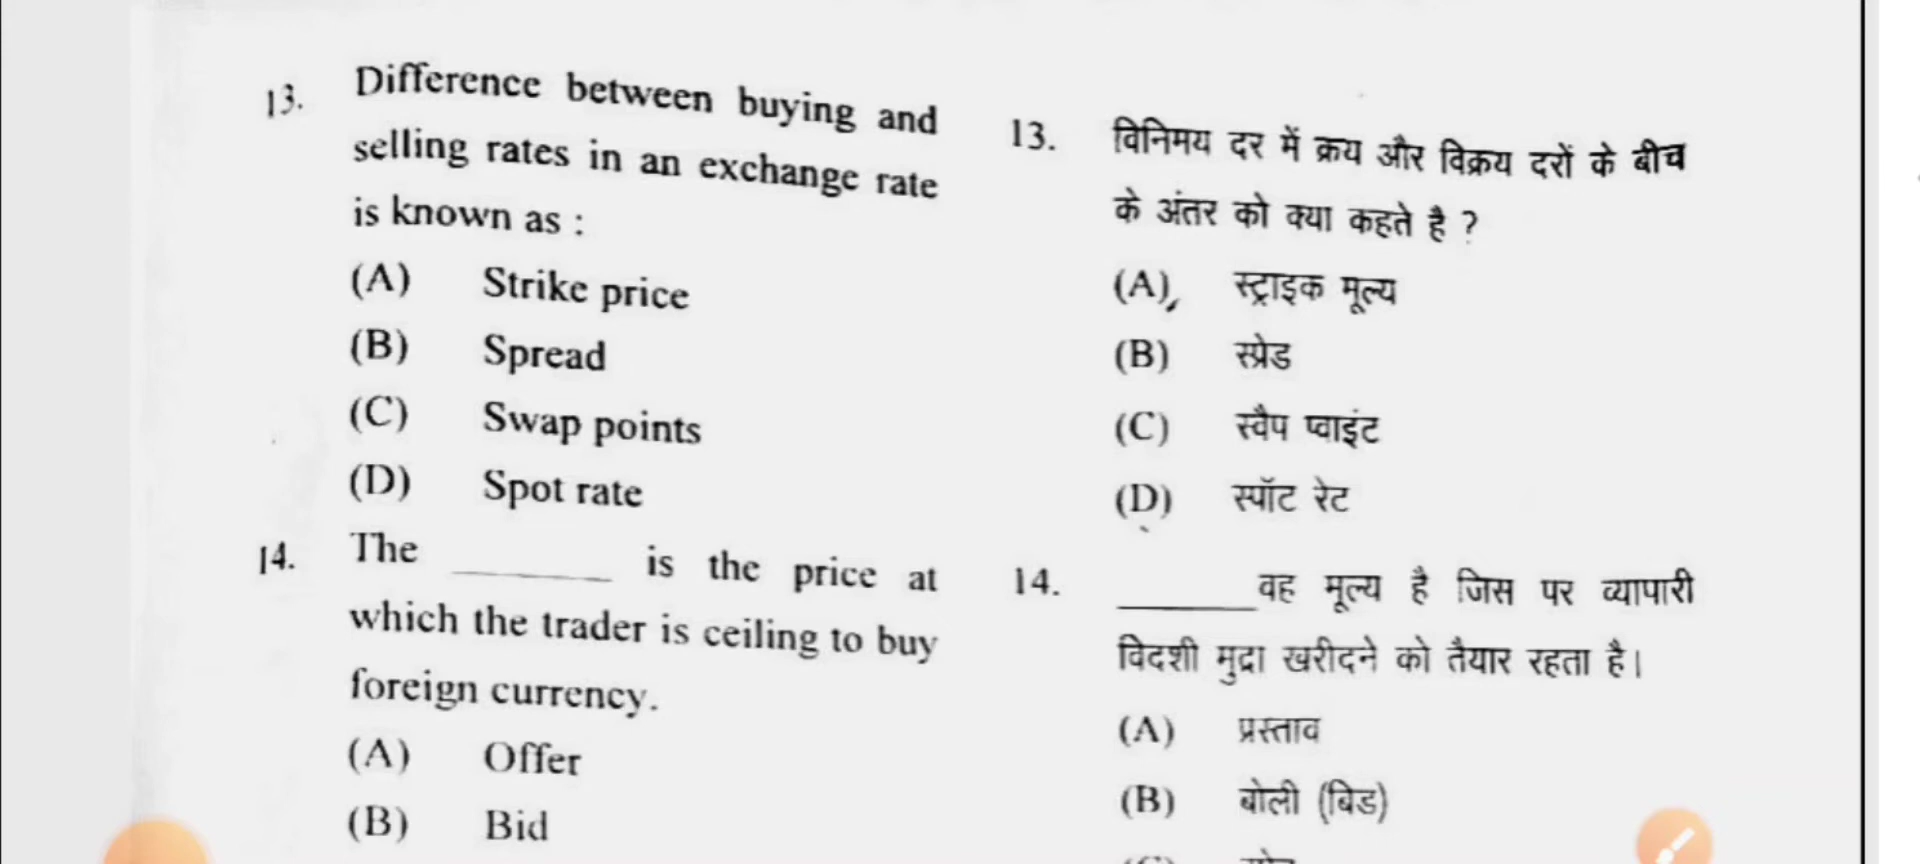 13.
Difference between buying and
selling rates in an exchange rate
is known as :
(A) Strike price
(B) Spread
(C) Swap points
(D) Spot rate
14. The ______ is the price at
which the trader is ceiling to buy
foreign currency.
(A) Offer
(B) Bid
13. विनिमय दर में क्रय और विक्रय दरों के बीच
के अंतर को क्या कहते है ?
(A) स्ट्राइक मूल्य
(B) स्प्रेड
(C) स्वैप प्वाइंट
(D) स्पॉट रेट
14. ______ वह मूल्य है जिस पर व्यापारी
विदशी मुद्रा खरीदने को तैयार रहता है।
(A) प्रस्ताव
(B) बोली (बिड)